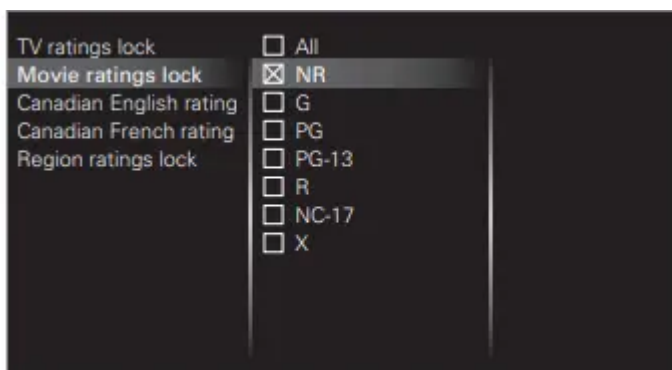 TV ratings lock
Movie ratings lock
Canadian English rating
Canadian French rating
Region ratings lock
All
NR
G
PG
PG-13
R
NC-17
X